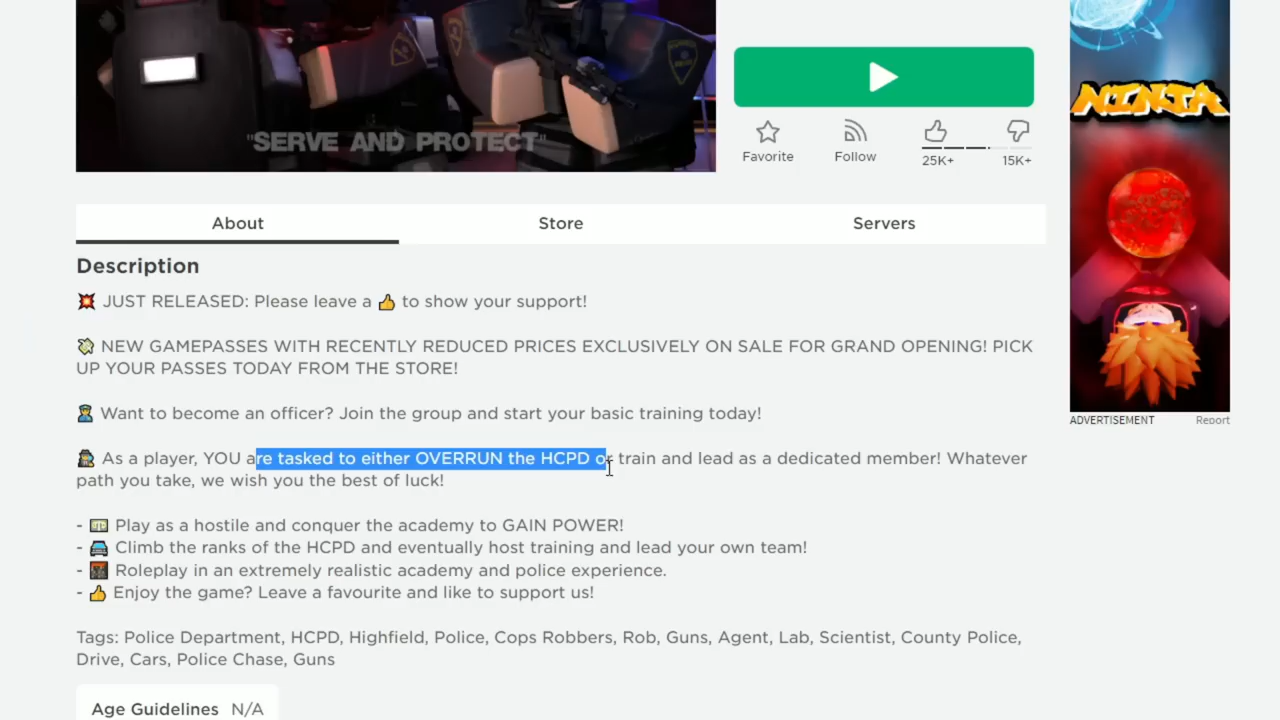 "SERVE AND PROTECT"
NINJA
Favorite
Follow
25K+
15K+
About
Store
Servers
ADVERTISEMENT
Report
Description
💥 JUST RELEASED: Please leave a 👍 to show your support!
💸 NEW GAMEPASSES WITH RECENTLY REDUCED PRICES EXCLUSIVELY ON SALE FOR GRAND OPENING! PICK
UP YOUR PASSES TODAY FROM THE STORE!
👮 Want to become an officer? Join the group and start your basic training today!
🕵 As a player, YOU are tasked to either OVERRUN the HCPD or train and lead as a dedicated member! Whatever
path you take, we wish you the best of luck!
- 💵 Play as a hostile and conquer the academy to GAIN POWER!
- 🚘 Climb the ranks of the HCPD and eventually host training and lead your own team!
- 🌆 Roleplay in an extremely realistic academy and police experience.
- 👍 Enjoy the game? Leave a favourite and like to support us!
Tags: Police Department, HCPD, Highfield, Police, Cops Robbers, Rob, Guns, Agent, Lab, Scientist, County Police,
Drive, Cars, Police Chase, Guns
Age Guidelines N/A